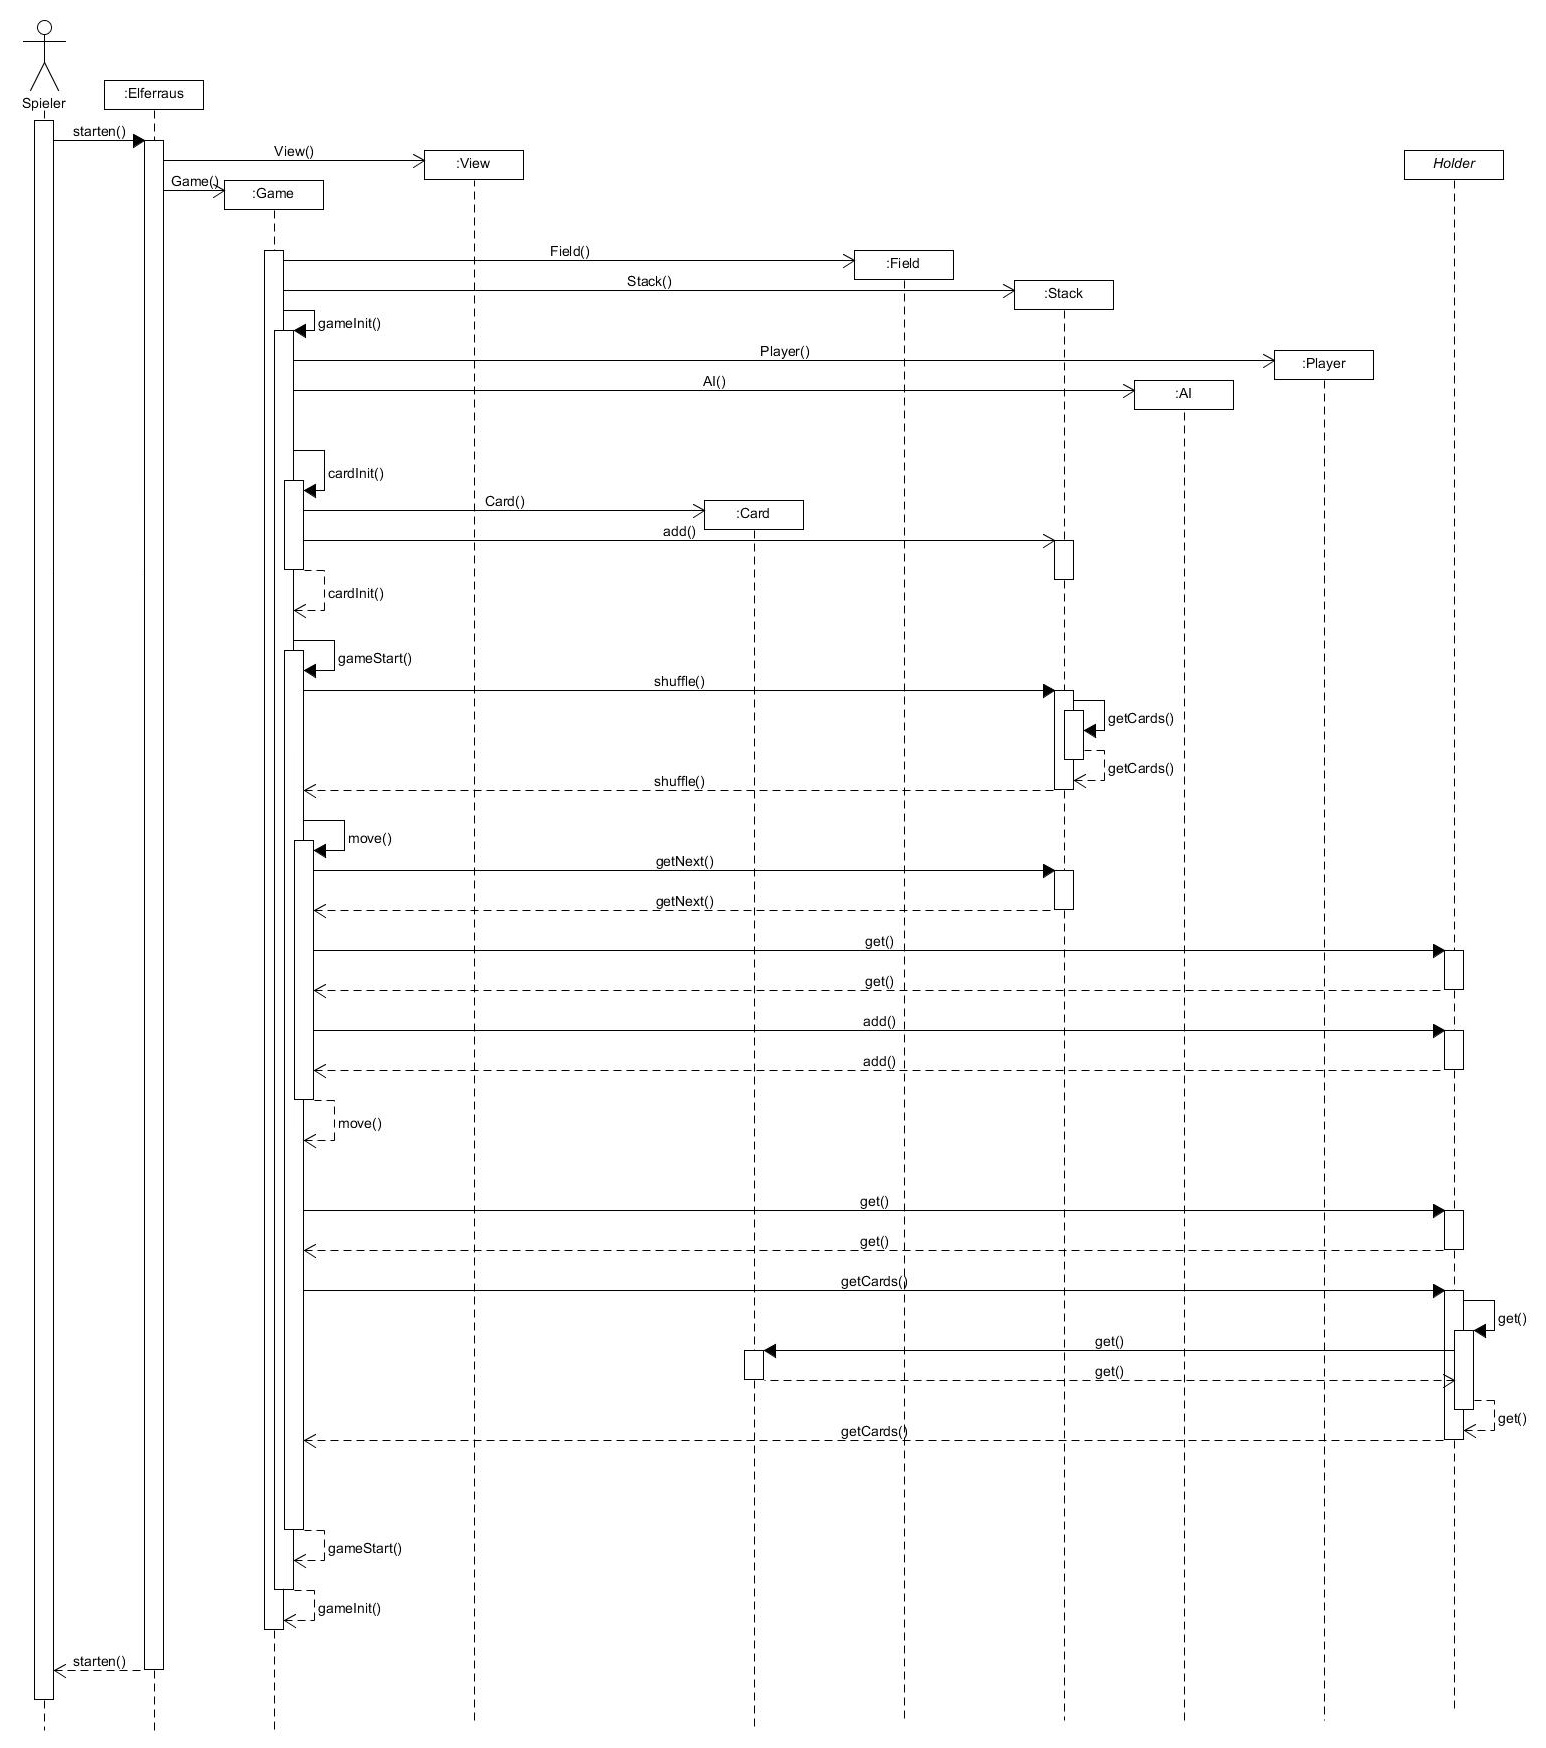 Spieler
:Elferraus
starten()
View()
:View
Holder
Game()
:Game
Field()
:Field
Stack()
:Stack
gameInit()
Player()
:Player
AI()
:AI
cardInit()
Card()
:Card
add()
cardInit()
gameStart()
shuffle()
getCards()
getCards()
shuffle()
move()
getNext()
getNext()
get()
get()
add()
add()
move()
get()
get()
getCards()
get()
get()
get()
get()
getCards()
gameStart()
gameInit()
starten()